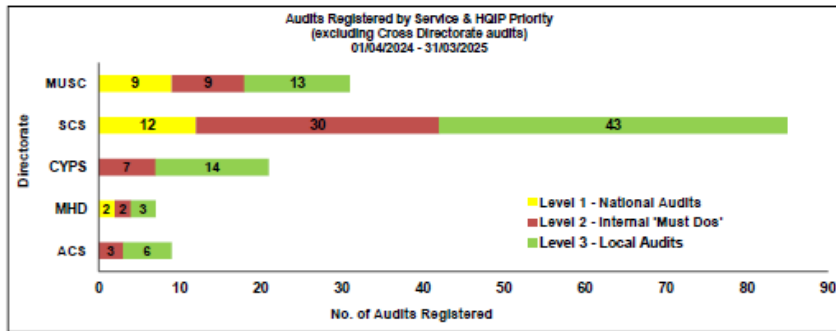 Audits Registered by Service & HQIP Priority
(excluding Cross Directorate audits)
01/04/2024 - 31/03/2025
Directorate
MUSC 9 9 13
SCS 12 30 43
CYPS 7 14
MHD 2 2 3
ACS 3 6
Level 1 - National Audits
Level 2 - Internal 'Must Dos'
Level 3 - Local Audits
0 10 20 30 40 50 60 70 80 90
No. of Audits Registered